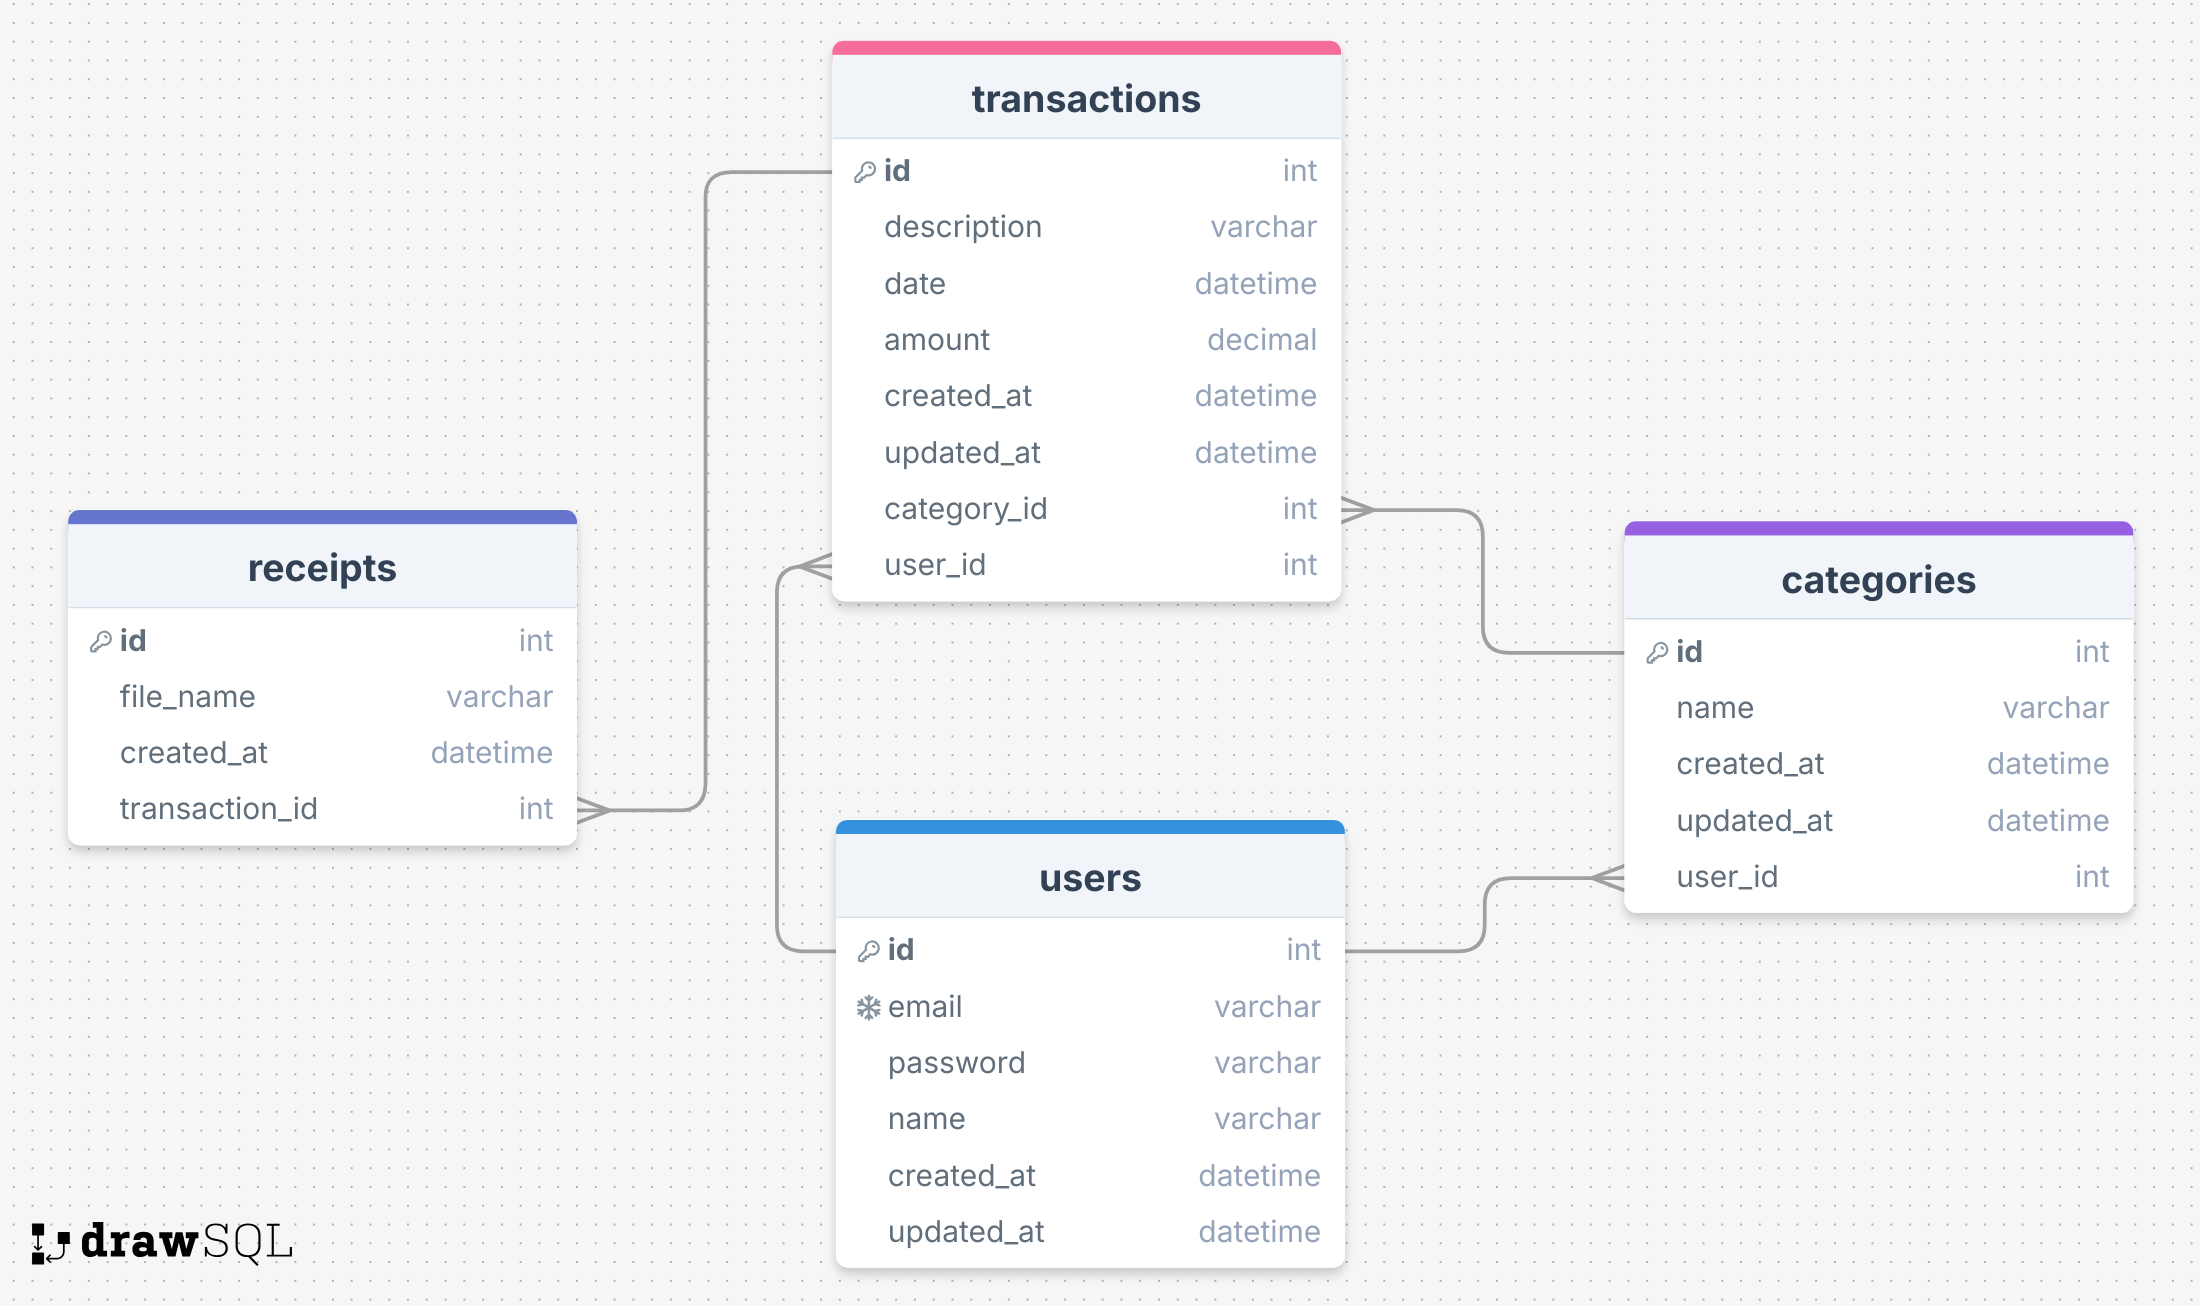 transactions
id int
description varchar
date datetime
amount decimal
created_at datetime
updated_at datetime
category_id int
user_id int
receipts
id int
file_name varchar
created_at datetime
transaction_id int
categories
id int
name varchar
created_at datetime
updated_at datetime
user_id int
users
id int
email varchar
password varchar
name varchar
created_at datetime
updated_at datetime
drawSQL